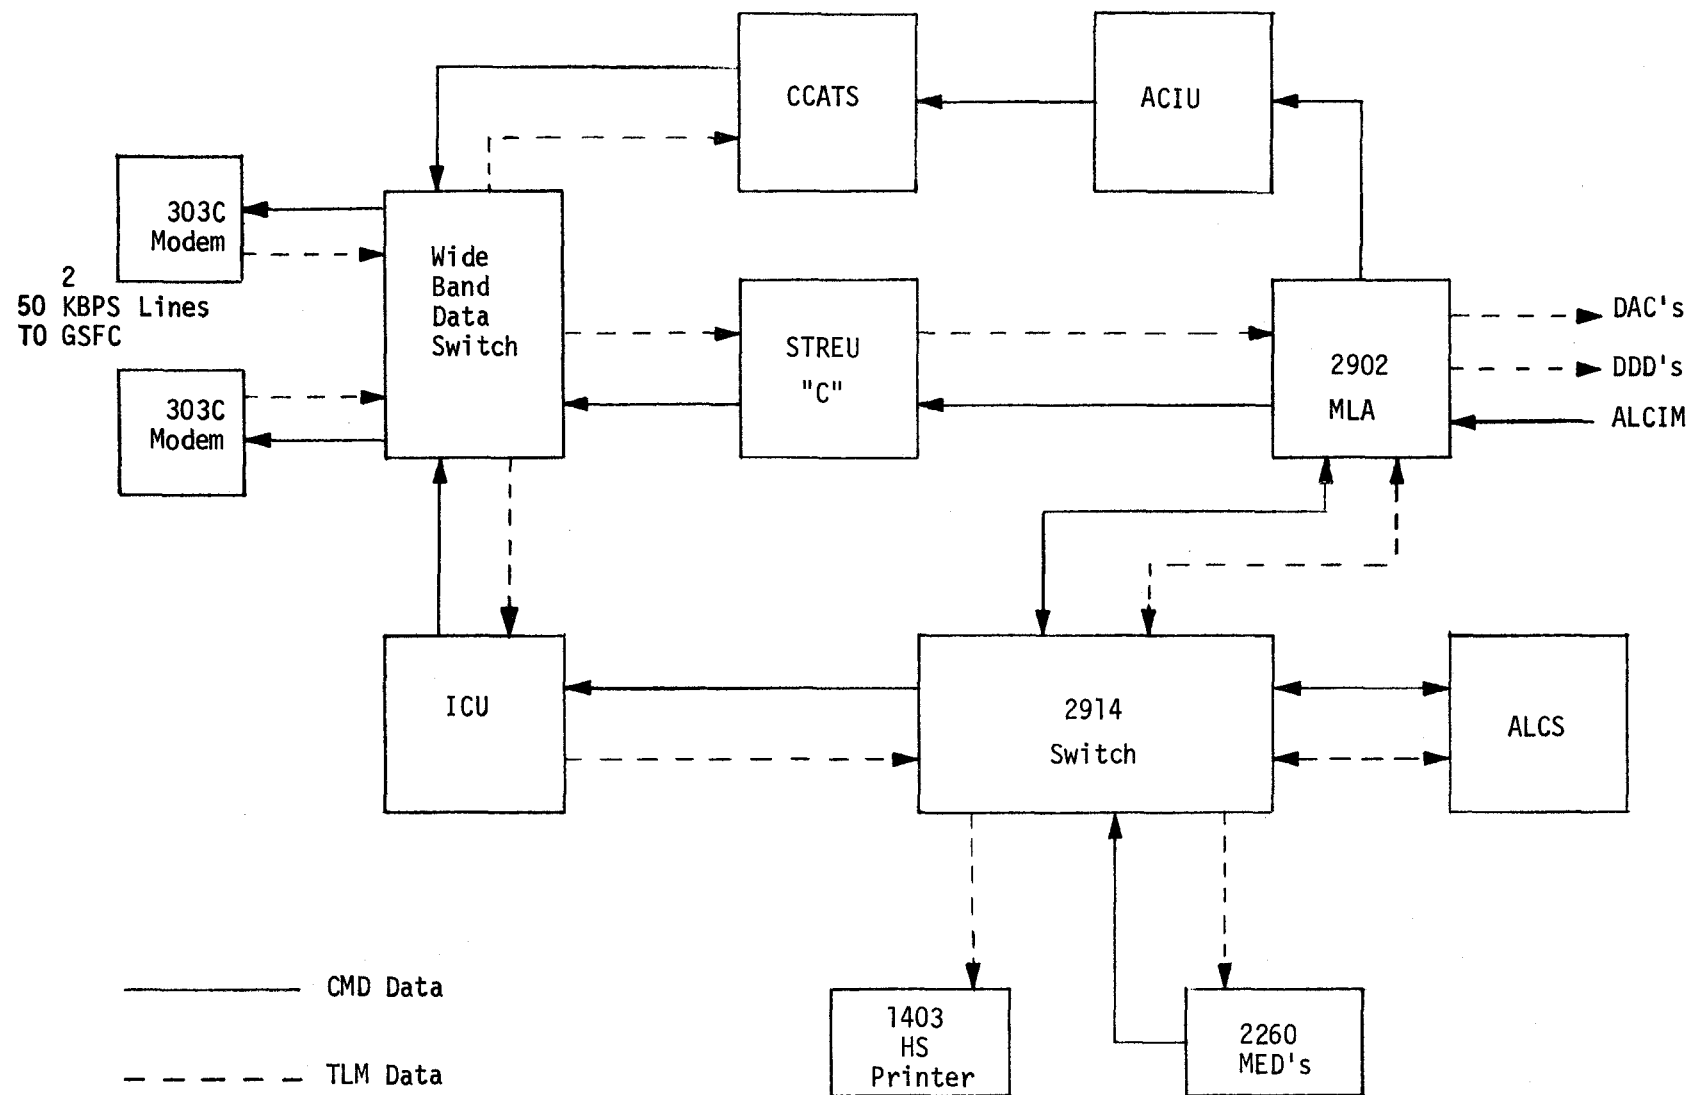 CCATS
ACIU
303C
Modem
2
50 KBPS Lines
TO GSFC
303C
Modem
Wide
Band
Data
Switch
STREU
"C"
2902
MLA
DAC's
DDD's
ALCIM
ICU
2914
Switch
ALCS
CMD Data
TLM Data
1403
HS
Printer
2260
MED's